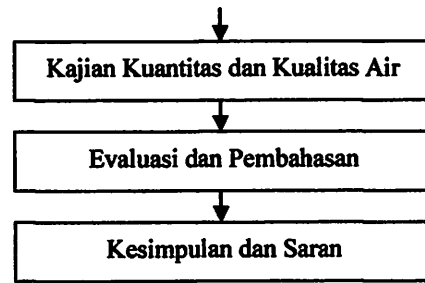 Kajian Kuantitas dan Kualitas Air
Evaluasi dan Pembahasan
Kesimpulan dan Saran